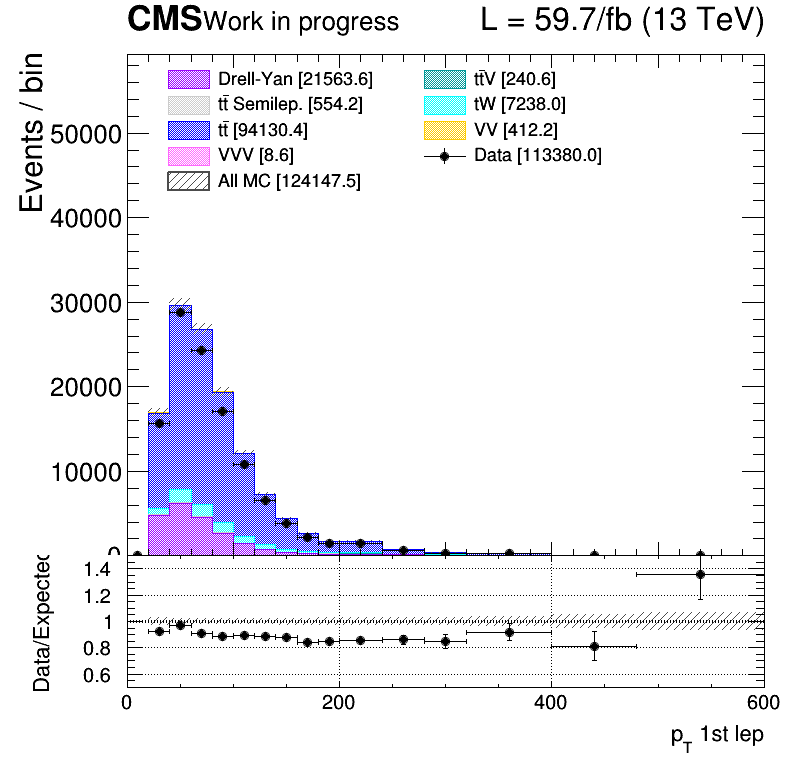 CMS Work in progress L = 59.7/fb (13 TeV)
Events / bin
Drell-Yan [21563.6]
tt̄ Semilep. [554.2]
tt̄ [94130.4]
VVV [8.6]
All MC [124147.5]
tt̄V [240.6]
tW [7238.0]
VV [412.2]
Data [113380.0]
50000
40000
30000
20000
10000
0
Data/Expected
1.4
1.2
1
0.8
0.6
0 200 400 600
p_T 1st lep